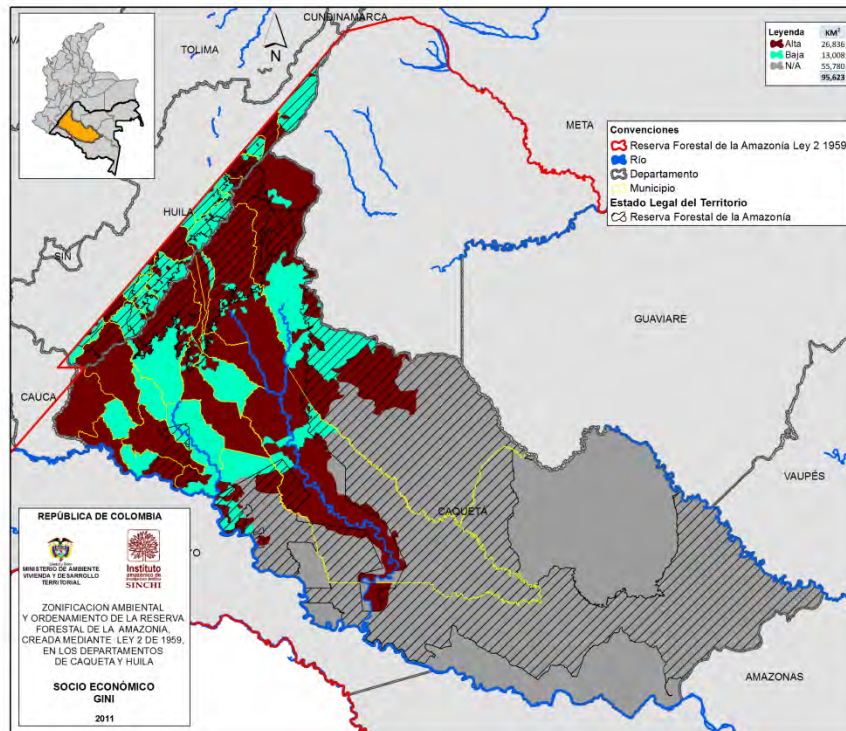 CUNDINAMARCA
TOLIMA
N
META
HUILA
GUAVIARE
CAUCA
VAUPÉS
CAQUETA
AMAZONAS
Leyenda KM²
Alta 26,836
Baja 13,008
N/A 55,780
95,623
Convenciones
Reserva Forestal de la Amazonía Ley 2 1959
Río
Departamento
Municipio
Estado Legal del Territorio
Reserva Forestal de la Amazonía
REPÚBLICA DE COLOMBIA
MINISTERIO DE AMBIENTE
VIVIENDA Y DESARROLLO
TERRITORIAL
Instituto
SINCHI
ZONIFICACION AMBIENTAL
Y ORDENAMIENTO DE LA RESERVA
FORESTAL DE LA AMAZONIA,
CREADA MEDIANTE LEY 2 DE 1959,
EN LOS DEPARTAMENTOS
DE CAQUETA Y HUILA
SOCIO ECONÓMICO
GINI
2011